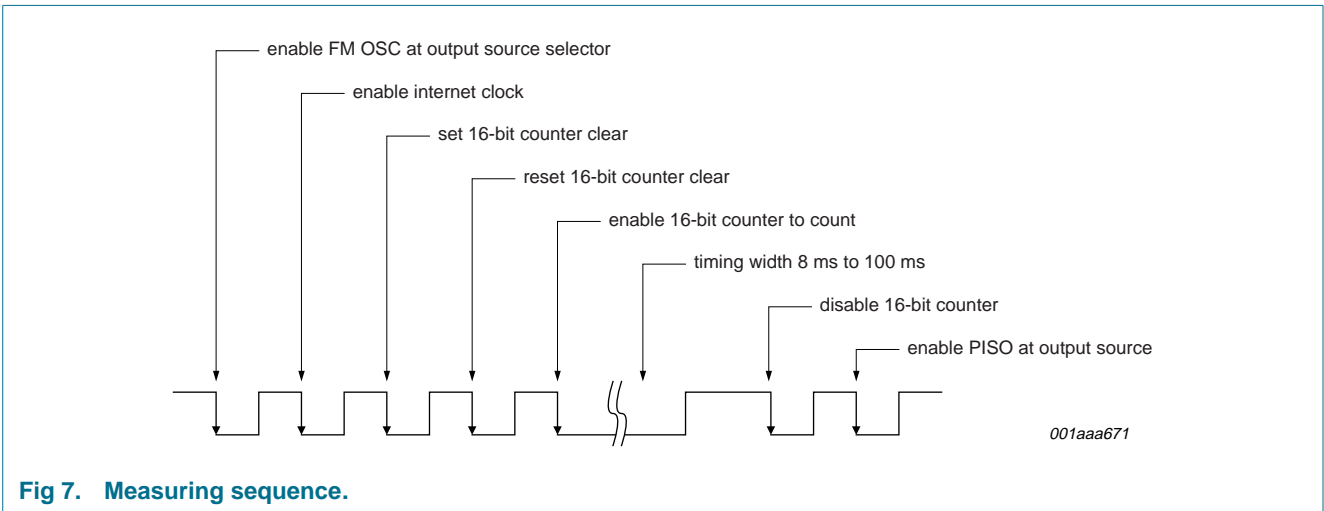 enable FM OSC at output source selector
enable internet clock
set 16-bit counter clear
reset 16-bit counter clear
enable 16-bit counter to count
timing width 8 ms to 100 ms
disable 16-bit counter
enable PISO at output source
001aaa671
Fig 7. Measuring sequence.